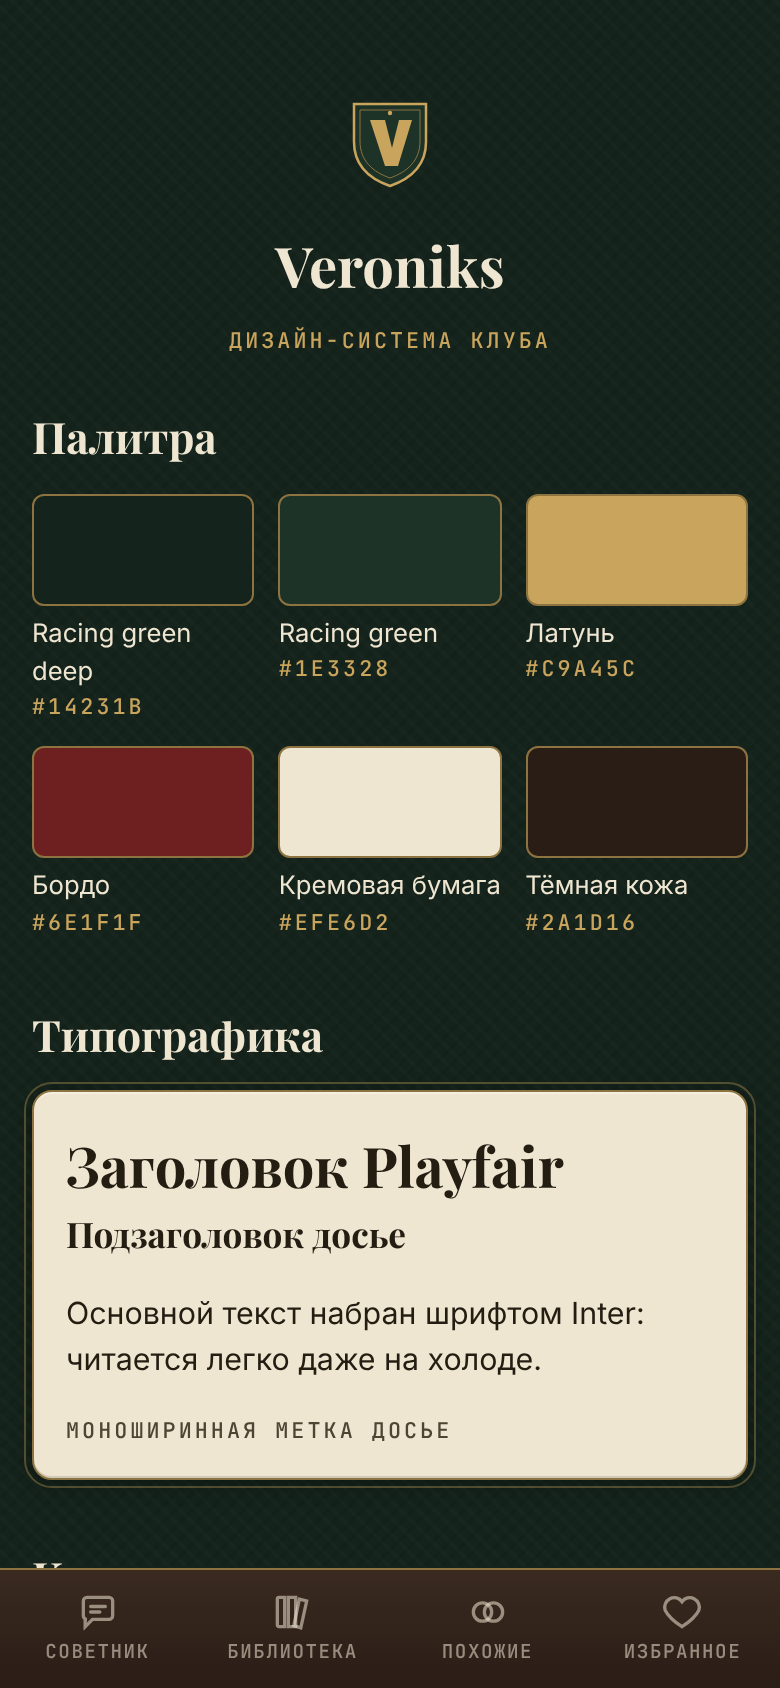 V
Veroniks
ДИЗАЙН-СИСТЕМА КЛУБА
Палитра
Racing green deep
#14231B
Racing green
#1E3328
Латунь
#C9A45C
Бордо
#6E1F1F
Кремовая бумага
#EFE6D2
Тёмная кожа
#2A1D16
Типографика
Заголовок Playfair
Подзаголовок досье
Основной текст набран шрифтом Inter:
читается легко даже на холоде.
МОНОШИРИННАЯ МЕТКА ДОСЬЕ
СОВЕТНИК
БИБЛИОТЕКА
ПОХОЖИЕ
ИЗБРАННОЕ